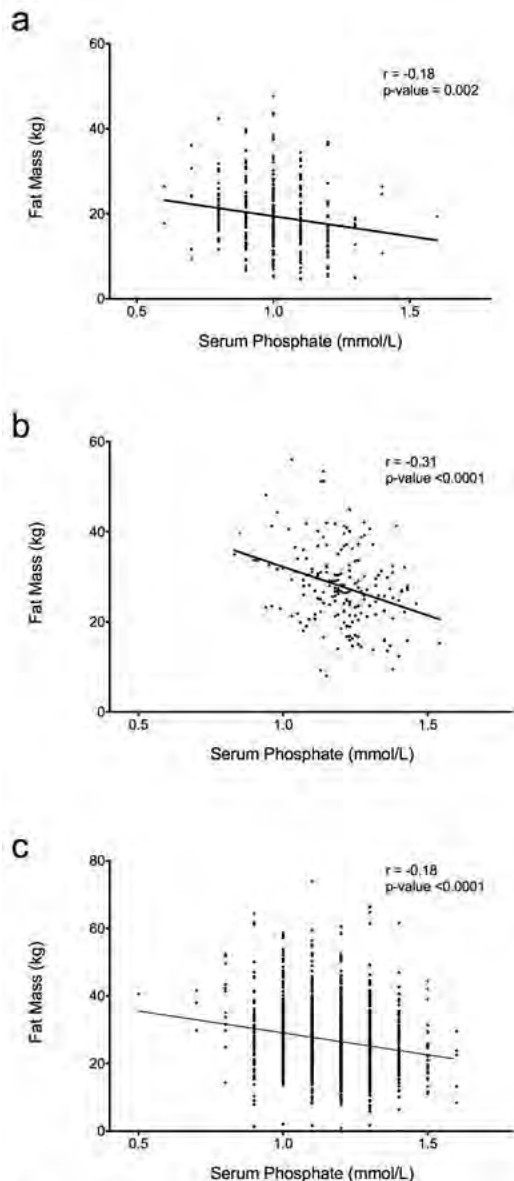 a
60
r = -0.18
p-value = 0.002
40
Fat Mass (kg)
20
0
0.5 1.0 1.5
Serum Phosphate (mmol/L)
b
60
r = -0.31
p-value <0.0001
40
Fat Mass (kg)
20
0
0.5 1.0 1.5
Serum Phosphate (mmol/L)
c
80
r = -0.18
p-value <0.0001
60
Fat Mass (kg)
40
20
0
0.5 1.0 1.5
Serum Phosphate (mmol/L)